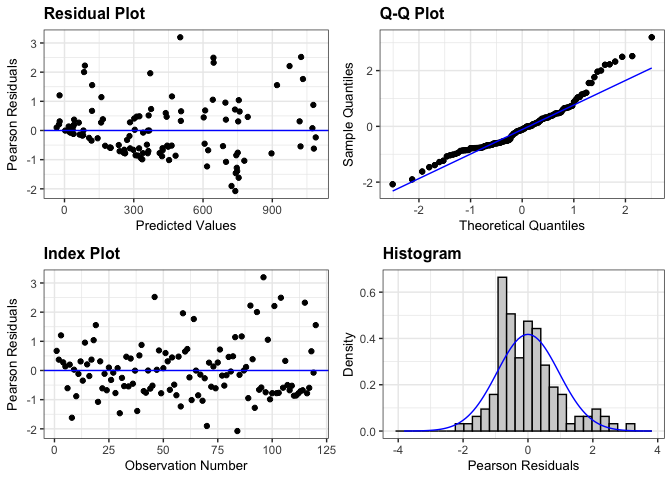 Residual Plot
Pearson Residuals
3
2
1
0
-1
-2
0 300 600 900
Predicted Values
Q-Q Plot
Sample Quantiles
2
0
-2
-2 -1 0 1 2
Theoretical Quantiles
Index Plot
Pearson Residuals
3
2
1
0
-1
-2
0 25 50 75 100 125
Observation Number
Histogram
Density
0.6
0.4
0.2
0.0
-4 -2 0 2 4
Pearson Residuals